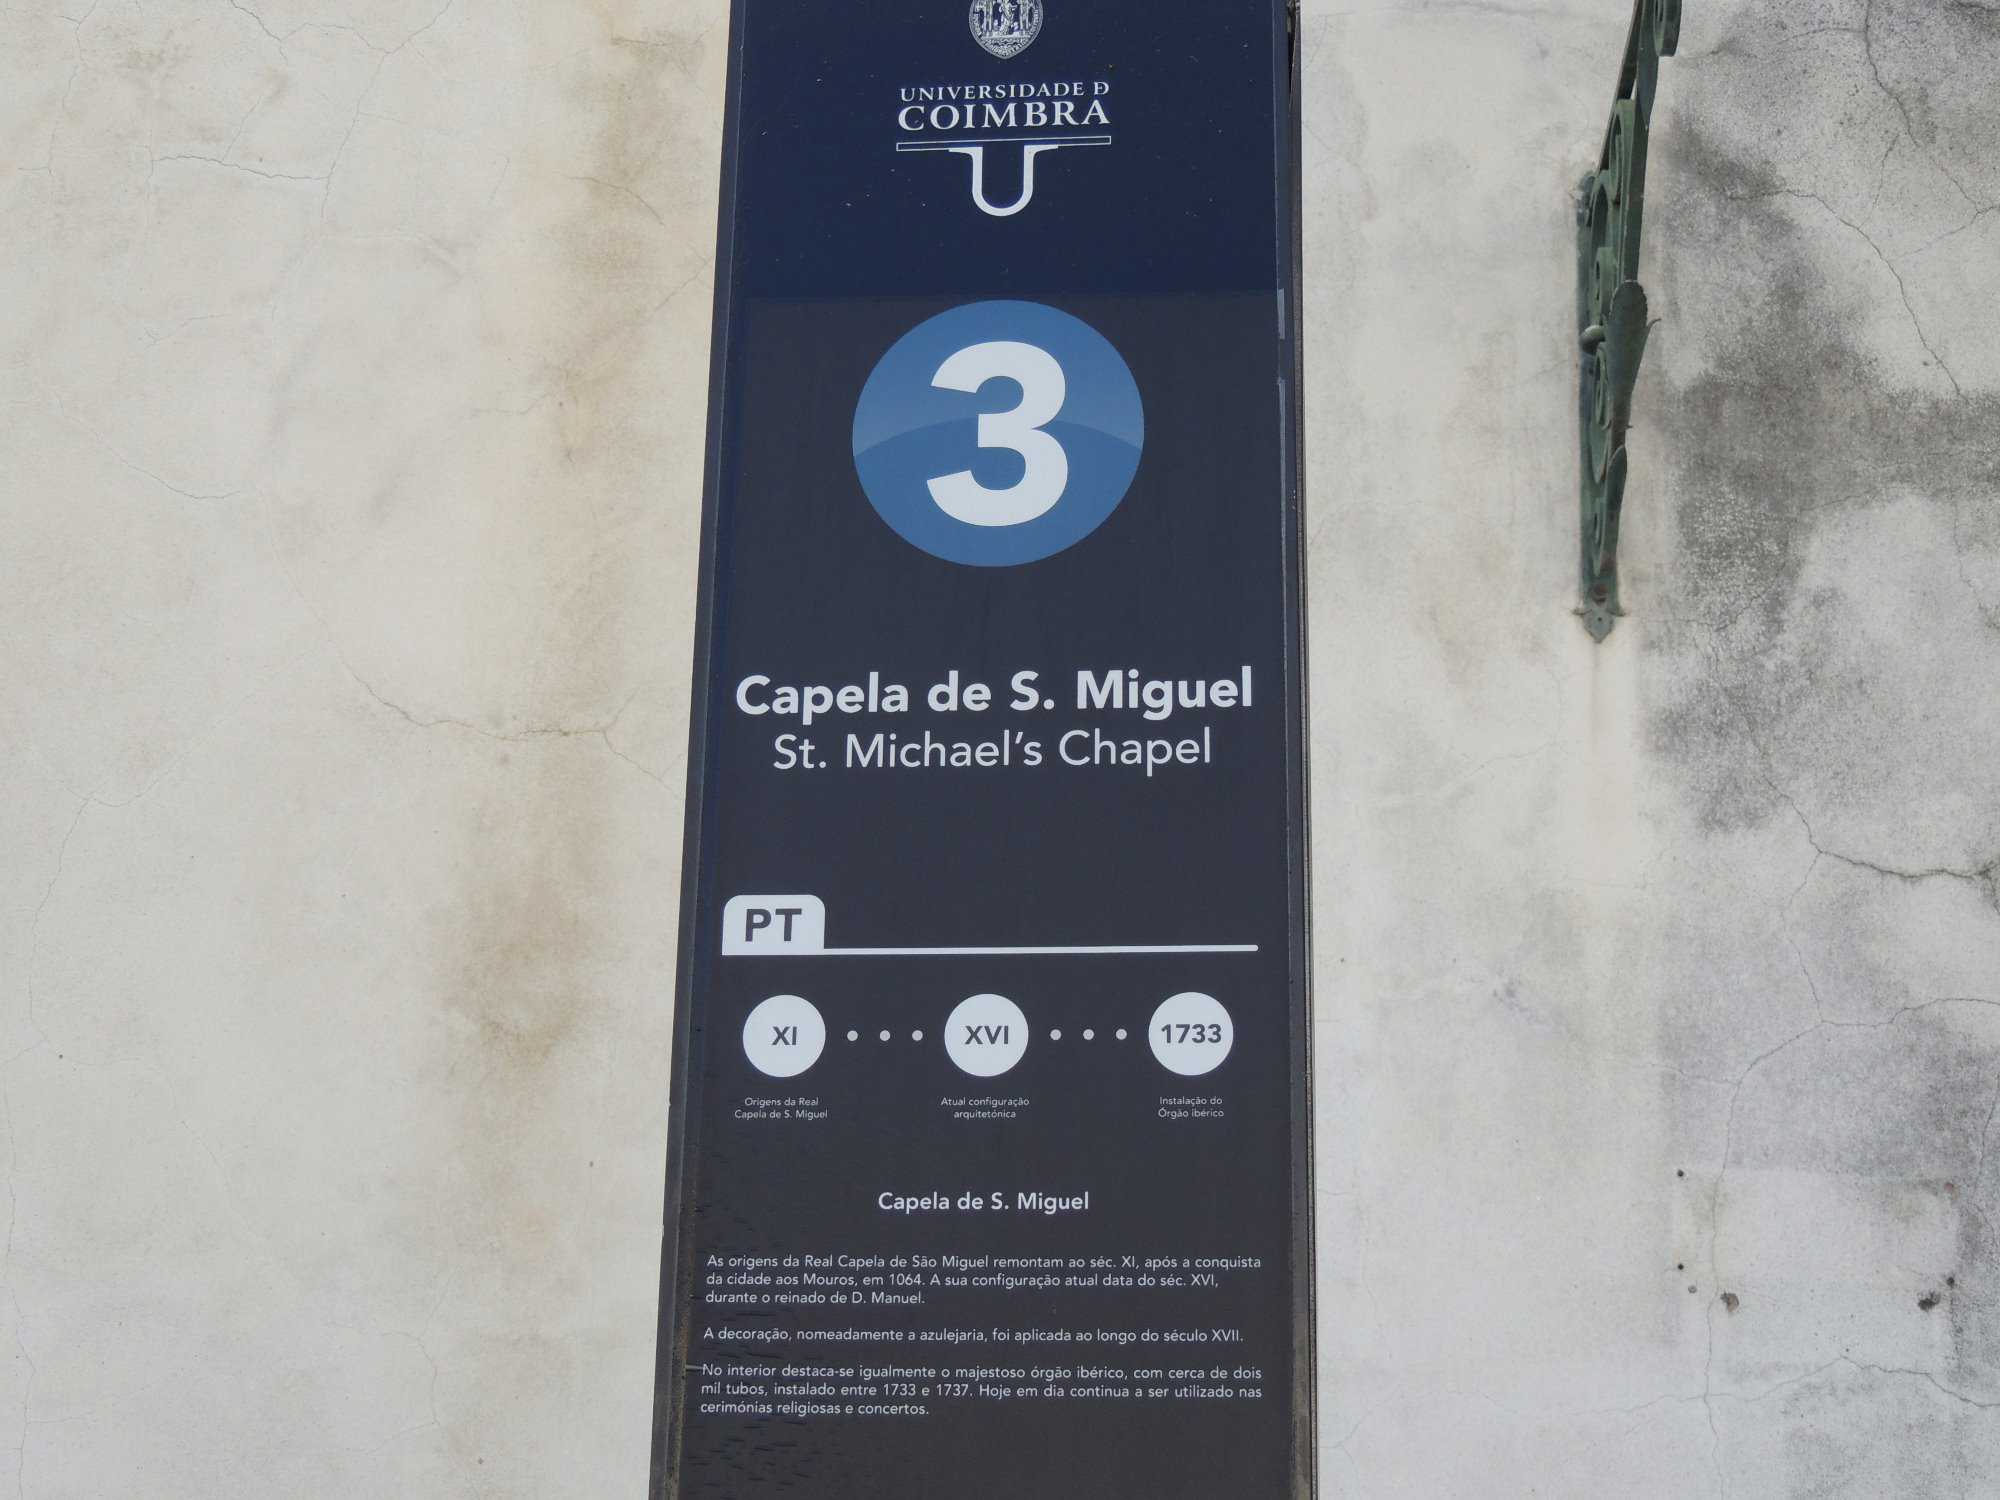 UNIVERSIDADE Ð
COIMBRA
3
Capela de S. Miguel
St. Michael's Chapel
PT
XI
XVI
1733
Origens da Real
Capela de S. Miguel
Atual configuração
arquitetónica
Instalação do
Órgão ibérico
Capela de S. Miguel
As origens da Real Capela de São Miguel remontam ao séc. XI, após a conquista
da cidade aos Mouros, em 1064. A sua configuração atual data do séc. XVI,
durante o reinado de D. Manuel.
A decoração, nomeadamente a azulejaria, foi aplicada ao longo do século XVII.
No interior destaca-se igualmente o majestoso órgão ibérico, com cerca de dois
mil tubos, instalado entre 1733 e 1737. Hoje em dia continua a ser utilizado nas
cerimónias religiosas e concertos.